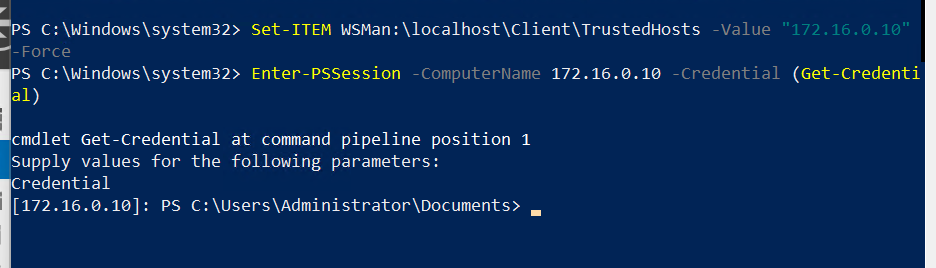 PS C:\Windows\system32> Set-ITEM WSMan:\localhost\Client\TrustedHosts -Value "172.16.0.10"
-Force
PS C:\Windows\system32> Enter-PSSession -ComputerName 172.16.0.10 -Credential (Get-Credenti
al)
cmdlet Get-Credential at command pipeline position 1
Supply values for the following parameters:
Credential
[172.16.0.10]: PS C:\Users\Administrator\Documents>